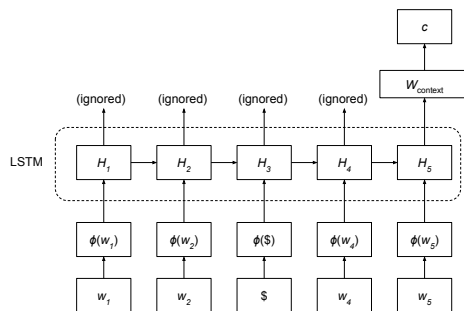 c
W_context
(ignored) (ignored) (ignored) (ignored)
LSTM H_1 H_2 H_3 H_4 H_5
ϕ(w_1) ϕ(w_2) ϕ($) ϕ(w_4) ϕ(w_5)
w_1 w_2 $ w_4 w_5